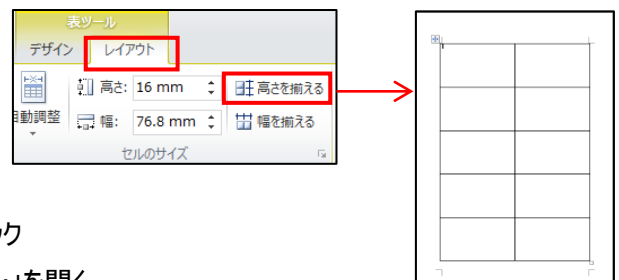 表ツール
デザイン レイアウト
高さ: 16 mm 高さを揃える
自動調整 幅: 76.8 mm 幅を揃える
セルのサイズ
ック
を開く